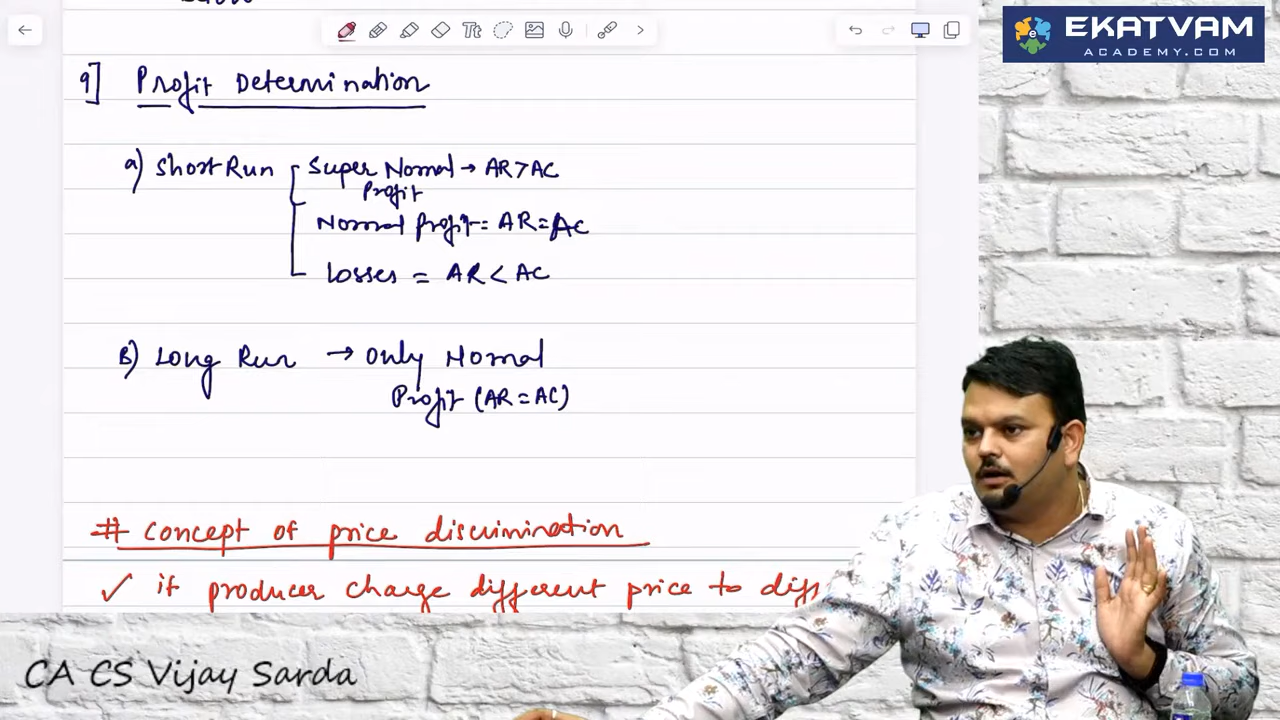 EKATVAM
ACADEMY.COM
9] Profit Determination
a) Short Run
Super Normal → AR > AC
Profit
Normal Profit = AR = AC
Losses = AR < AC
B) Long Run → Only Normal
Profit (AR = AC)
# Concept of price discrimination
✓ if producer charge different price to diff
CA CS Vijay Sarda